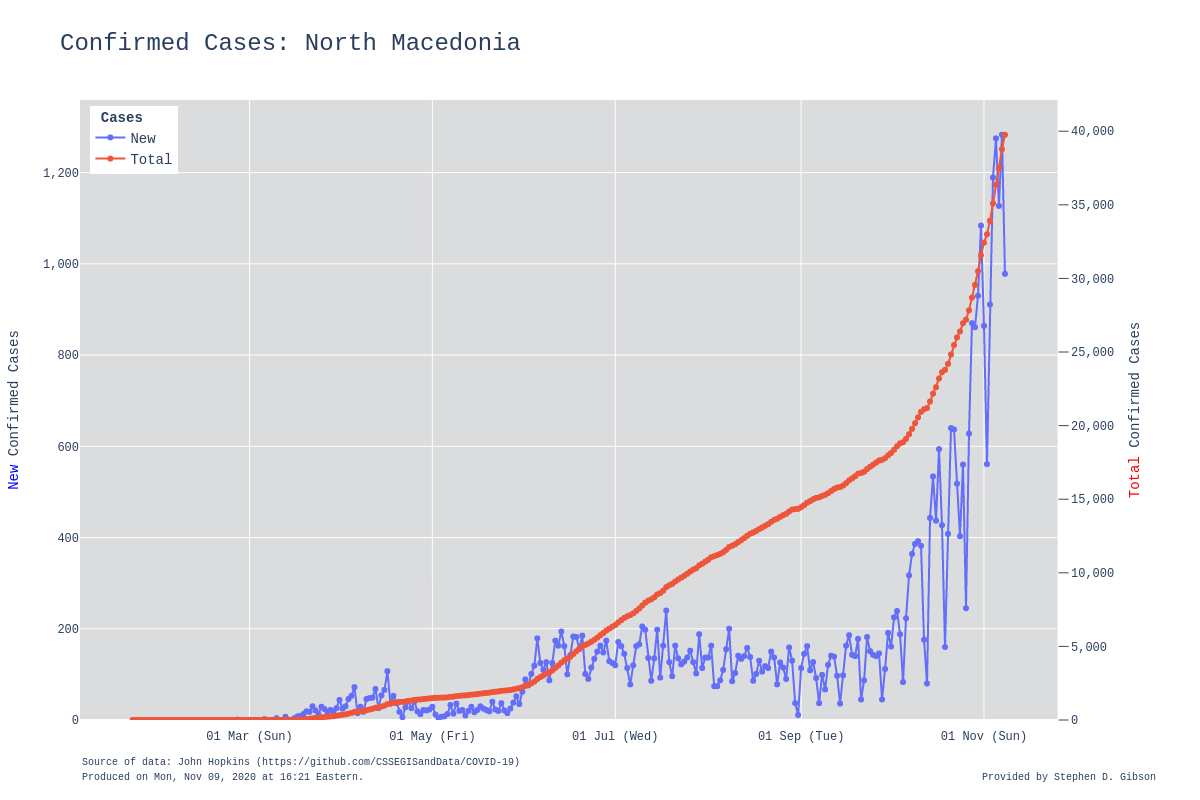 Confirmed Cases: North Macedonia
Cases
New
Total
1,200
1,000
800
600
400
200
0
New Confirmed Cases
40,000
35,000
30,000
25,000
20,000
15,000
10,000
5,000
0
Total Confirmed Cases
01 Mar (Sun) 01 May (Fri) 01 Jul (Wed) 01 Sep (Tue) 01 Nov (Sun)
Source of data: John Hopkins (https://github.com/CSSEGISandData/COVID-19)
Produced on Mon, Nov 09, 2020 at 16:21 Eastern.
Provided by Stephen D. Gibson